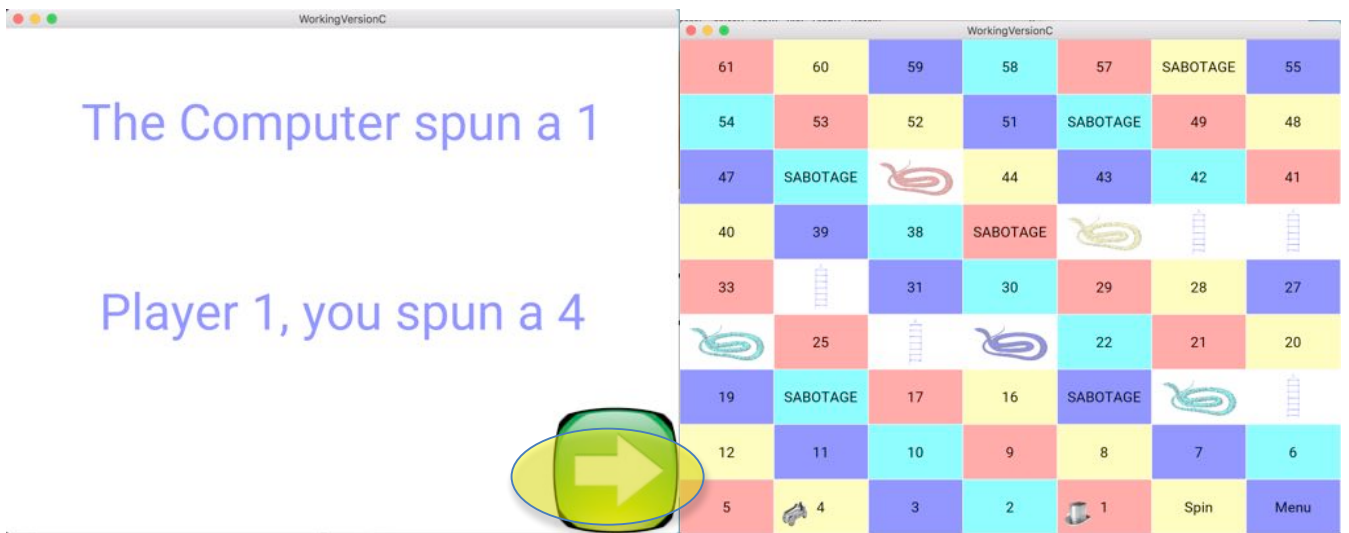 WorkingVersionC
The Computer spun a 1
Player 1, you spun a 4
WorkingVersionC
61 60 59 58 57 SABOTAGE 55
54 53 52 51 SABOTAGE 49 48
47 SABOTAGE 44 43 42 41
40 39 38 SABOTAGE
33 31 30 29 28 27
25 22 21 20
19 SABOTAGE 17 16 SABOTAGE
12 11 10 9 8 7 6
5 4 3 2 1 Spin Menu